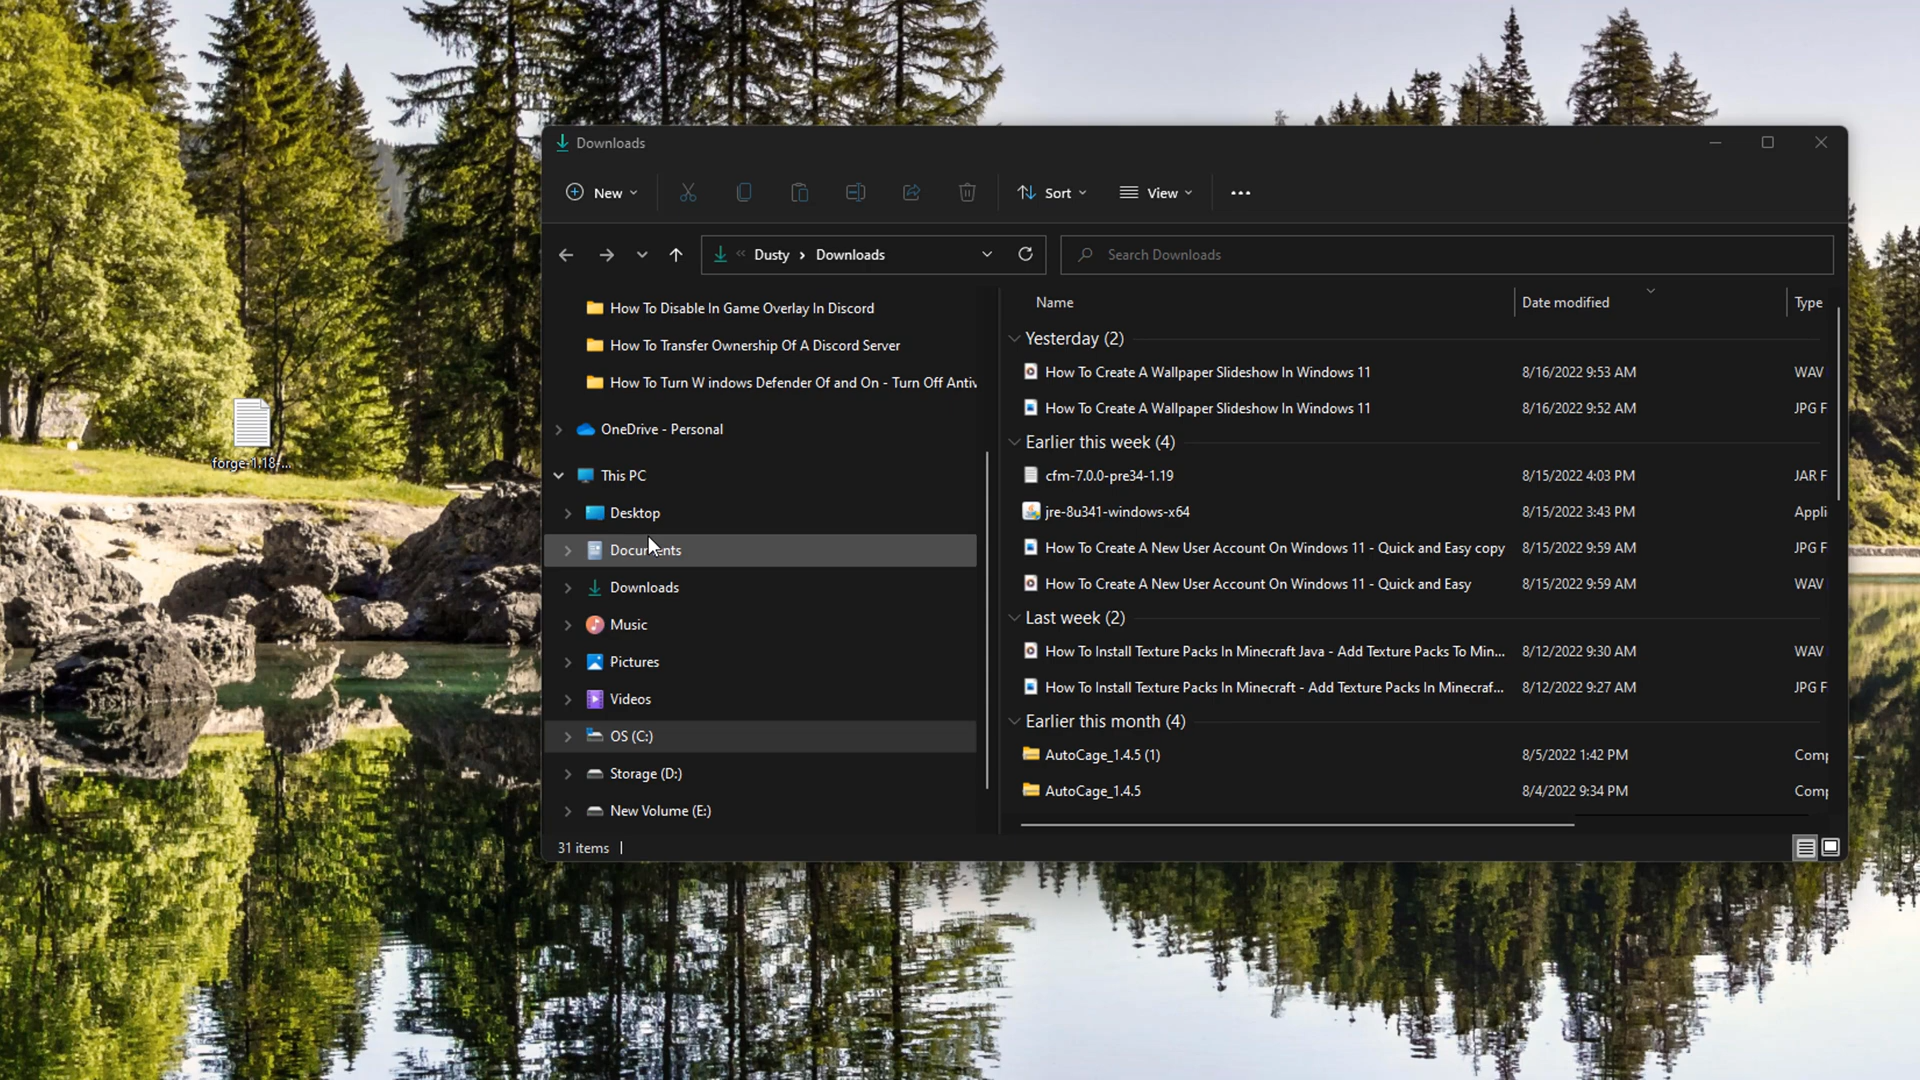 Downloads
New
Sort
View
Dusty > Downloads
Search Downloads
How To Disable In Game Overlay In Discord
How To Transfer Ownership Of A Discord Server
How To Turn W indows Defender Of and On - Turn Off Antiv
OneDrive - Personal
This PC
Desktop
Documents
Downloads
Music
Pictures
Videos
OS (C:)
Storage (D:)
New Volume (E:)
Name Date modified Type
Yesterday (2)
How To Create A Wallpaper Slideshow In Windows 11 8/16/2022 9:53 AM WAV
How To Create A Wallpaper Slideshow In Windows 11 8/16/2022 9:52 AM JPG F
Earlier this week (4)
cfm-7.0.0-pre34-1.19 8/15/2022 4:03 PM JAR F
jre-8u341-windows-x64 8/15/2022 3:43 PM Appli
How To Create A New User Account On Windows 11 - Quick and Easy copy 8/15/2022 9:59 AM JPG F
How To Create A New User Account On Windows 11 - Quick and Easy 8/15/2022 9:59 AM WAV
Last week (2)
How To Install Texture Packs In Minecraft Java - Add Texture Packs To Min... 8/12/2022 9:30 AM WAV
How To Install Texture Packs In Minecraft - Add Texture Packs In Minecraf... 8/12/2022 9:27 AM JPG F
Earlier this month (4)
AutoCage_1.4.5 (1) 8/5/2022 1:42 PM Comp
AutoCage_1.4.5 8/4/2022 9:34 PM Comp
31 items
forge-1.18-...